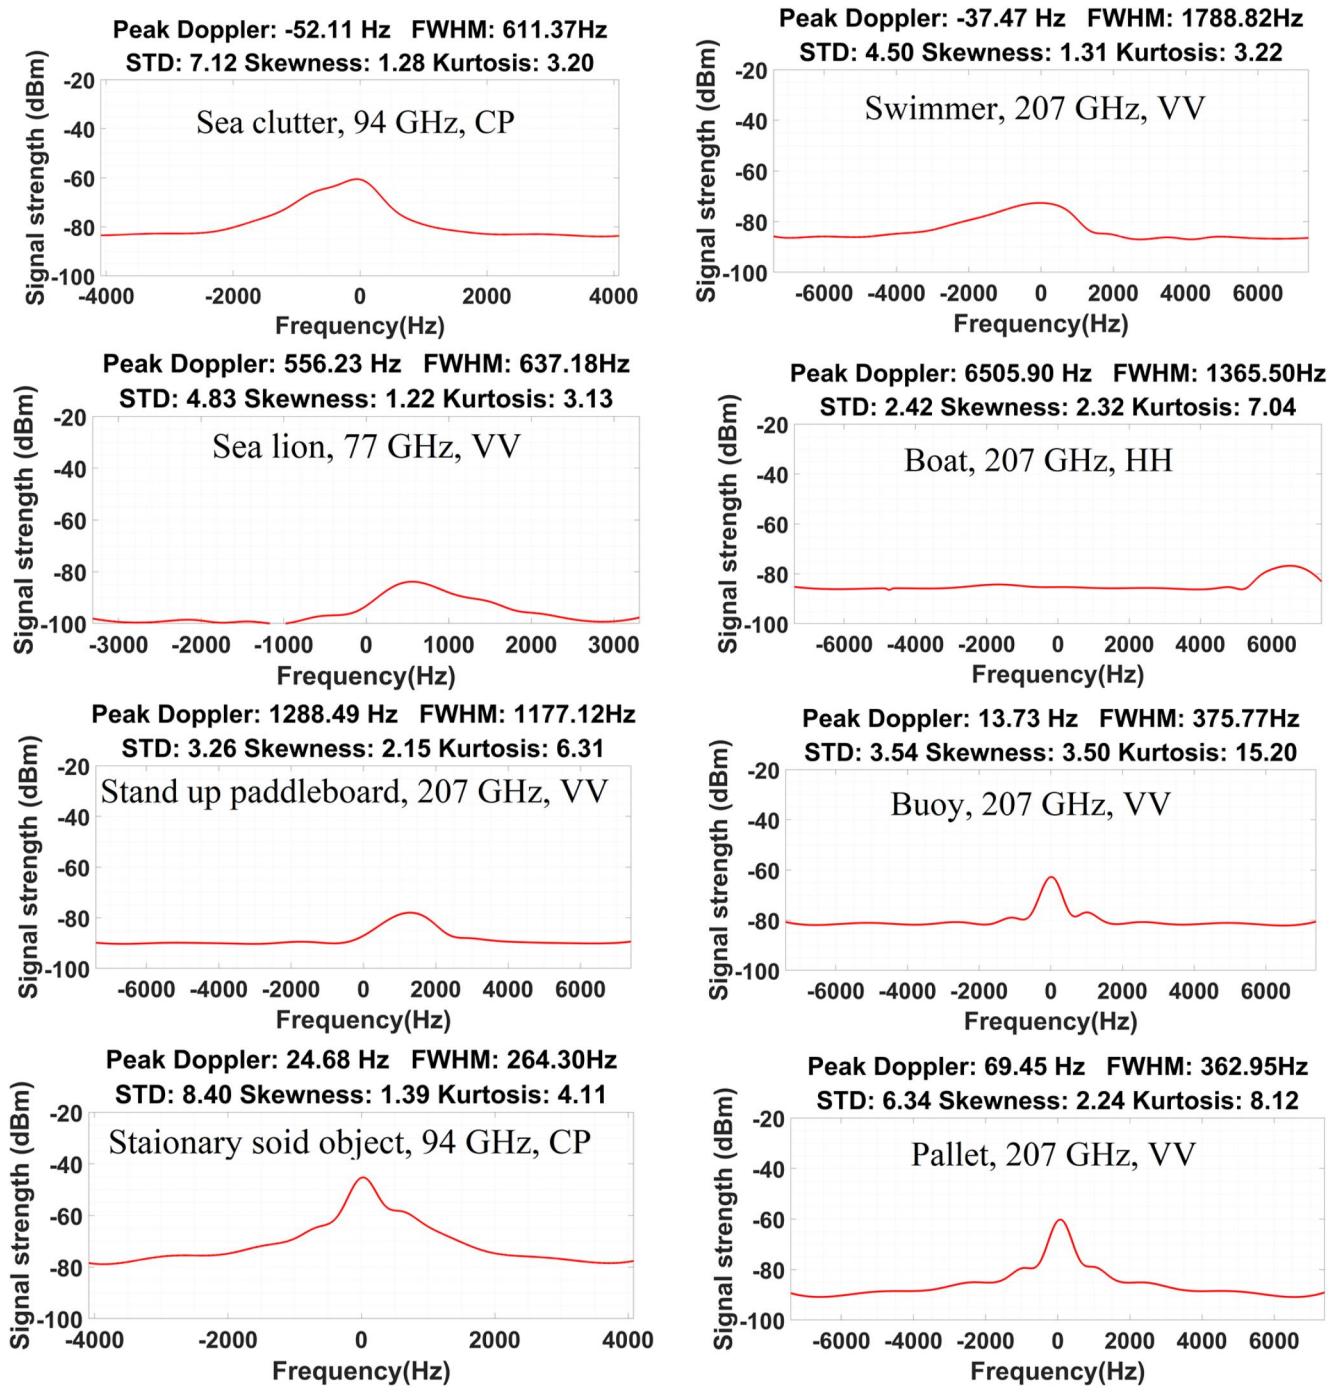 Peak Doppler: -52.11 Hz FWHM: 611.37Hz
STD: 7.12 Skewness: 1.28 Kurtosis: 3.20
Signal strength (dBm)
-20
-40
-60
-80
-100
Sea clutter, 94 GHz, CP
-4000 -2000 0 2000 4000
Frequency(Hz)
Peak Doppler: -37.47 Hz FWHM: 1788.82Hz
STD: 4.50 Skewness: 1.31 Kurtosis: 3.22
Signal strength (dBm)
-20
-40
-60
-80
-100
Swimmer, 207 GHz, VV
-6000 -4000 -2000 0 2000 4000 6000
Frequency(Hz)
Peak Doppler: 556.23 Hz FWHM: 637.18Hz
STD: 4.83 Skewness: 1.22 Kurtosis: 3.13
Signal strength (dBm)
-20
-40
-60
-80
-100
Sea lion, 77 GHz, VV
-3000 -2000 -1000 0 1000 2000 3000
Frequency(Hz)
Peak Doppler: 6505.90 Hz FWHM: 1365.50Hz
STD: 2.42 Skewness: 2.32 Kurtosis: 7.04
Signal strength (dBm)
-20
-40
-60
-80
-100
Boat, 207 GHz, HH
-6000 -4000 -2000 0 2000 4000 6000
Frequency(Hz)
Peak Doppler: 1288.49 Hz FWHM: 1177.12Hz
STD: 3.26 Skewness: 2.15 Kurtosis: 6.31
Signal strength (dBm)
-20
-40
-60
-80
-100
Stand up paddleboard, 207 GHz, VV
-6000 -4000 -2000 0 2000 4000 6000
Frequency(Hz)
Peak Doppler: 13.73 Hz FWHM: 375.77Hz
STD: 3.54 Skewness: 3.50 Kurtosis: 15.20
Signal strength (dBm)
-20
-40
-60
-80
-100
Buoy, 207 GHz, VV
-6000 -4000 -2000 0 2000 4000 6000
Frequency(Hz)
Peak Doppler: 24.68 Hz FWHM: 264.30Hz
STD: 8.40 Skewness: 1.39 Kurtosis: 4.11
Signal strength (dBm)
-20
-40
-60
-80
-100
Staionary soid object, 94 GHz, CP
-4000 -2000 0 2000 4000
Frequency(Hz)
Peak Doppler: 69.45 Hz FWHM: 362.95Hz
STD: 6.34 Skewness: 2.24 Kurtosis: 8.12
Signal strength (dBm)
-20
-40
-60
-80
-100
Pallet, 207 GHz, VV
-6000 -4000 -2000 0 2000 4000 6000
Frequency(Hz)